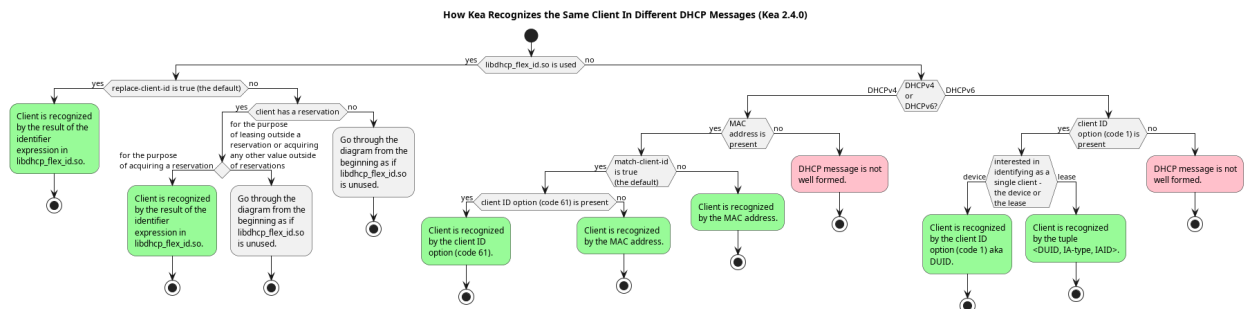 How Kea Recognizes the Same Client In Different DHCP Messages (Kea 2.4.0)
yes
libdhcp_flex_id.so is used
no
yes
replace-client-id is true (the default)
no
Client is recognized
by the result of the
identifier
expression in
libdhcp_flex_id.so.
yes
client has a reservation
no
for the purpose
of acquiring a reservation
for the purpose
of leasing outside a
reservation or acquiring
any other value outside
of reservations
Client is recognized
by the result of the
identifier
expression in
libdhcp_flex_id.so.
Go through the
diagram from the
beginning as if
libdhcp_flex_id.so
is unused.
Go through the
diagram from the
beginning as if
libdhcp_flex_id.so
is unused.
DHCPv4
DHCPv4
or
DHCPv6?
DHCPv6
yes
MAC
address is
present
no
yes
match-client-id
is true
(the default)
no
yes
client ID option (code 61) is present
no
Client is recognized
by the client ID
option (code 61).
Client is recognized
by the MAC address.
Client is recognized
by the MAC address.
DHCP message is not
well formed.
yes
client ID
option (code 1) is
present
no
device
interested in
identifying as a
single client -
the device or
the lease
lease
Client is recognized
by the client ID
option (code 1) aka
DUID.
Client is recognized
by the tuple
<DUID, IA-type, IAID>.
DHCP message is not
well formed.